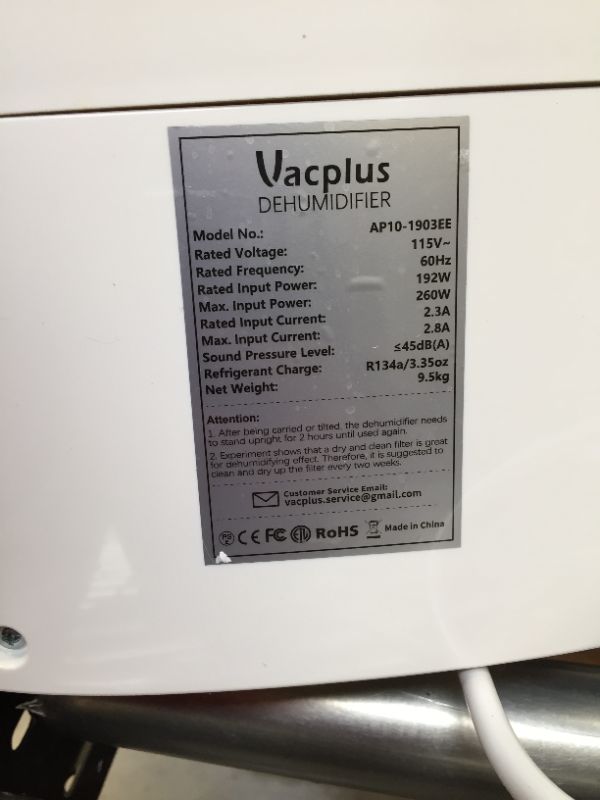 Vacplus
DEHUMIDIFIER
Model No.: AP10-1903EE
Rated Voltage: 115V~
Rated Frequency: 60Hz
Rated Input Power: 192W
Max. Input Power: 260W
Rated Input Current: 2.3A
Max. Input Current: 2.8A
Sound Pressure Level: ≤45dB(A)
Refrigerant Charge: R134a/3.35oz
Net Weight: 9.5kg
Attention:
1. After being carried or tilted, the dehumidifier needs
to stand upright for 2 hours until used again.
2. Experiment shows that a dry and clean filter is great
for dehumidifying effect. Therefore, it is suggested to
clean and dry up the filter every two weeks.
Customer Service Email:
vacplus.service@gmail.com
CE FC ETL RoHS Made in China